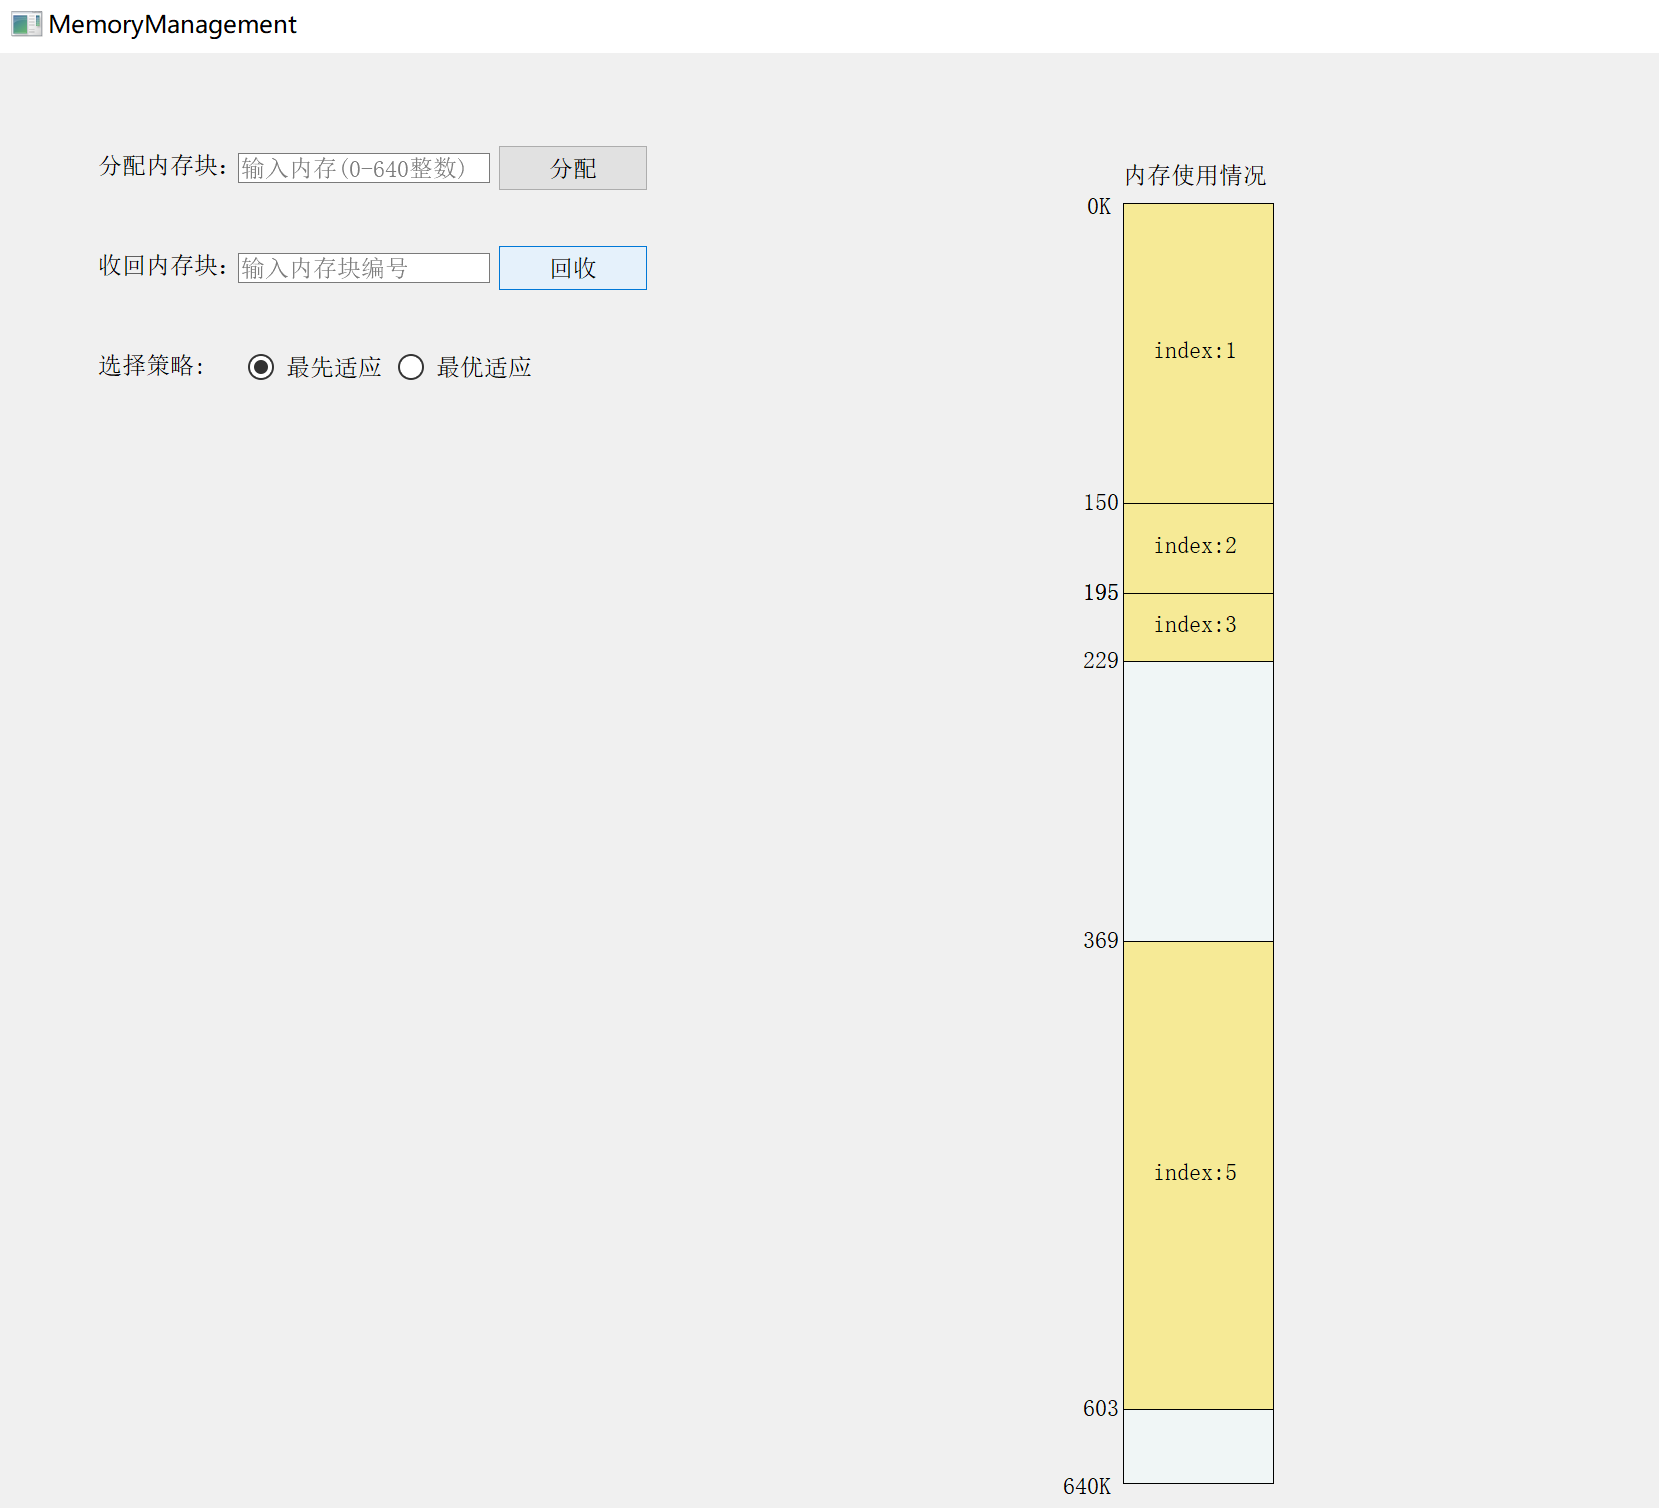 MemoryManagement
分配内存块：
输入内存(0-640整数)
分配
收回内存块：
输入内存块编号
回收
选择策略：
最先适应
最优适应
内存使用情况
0K
index:1
150
index:2
195
index:3
229
369
index:5
603
640K